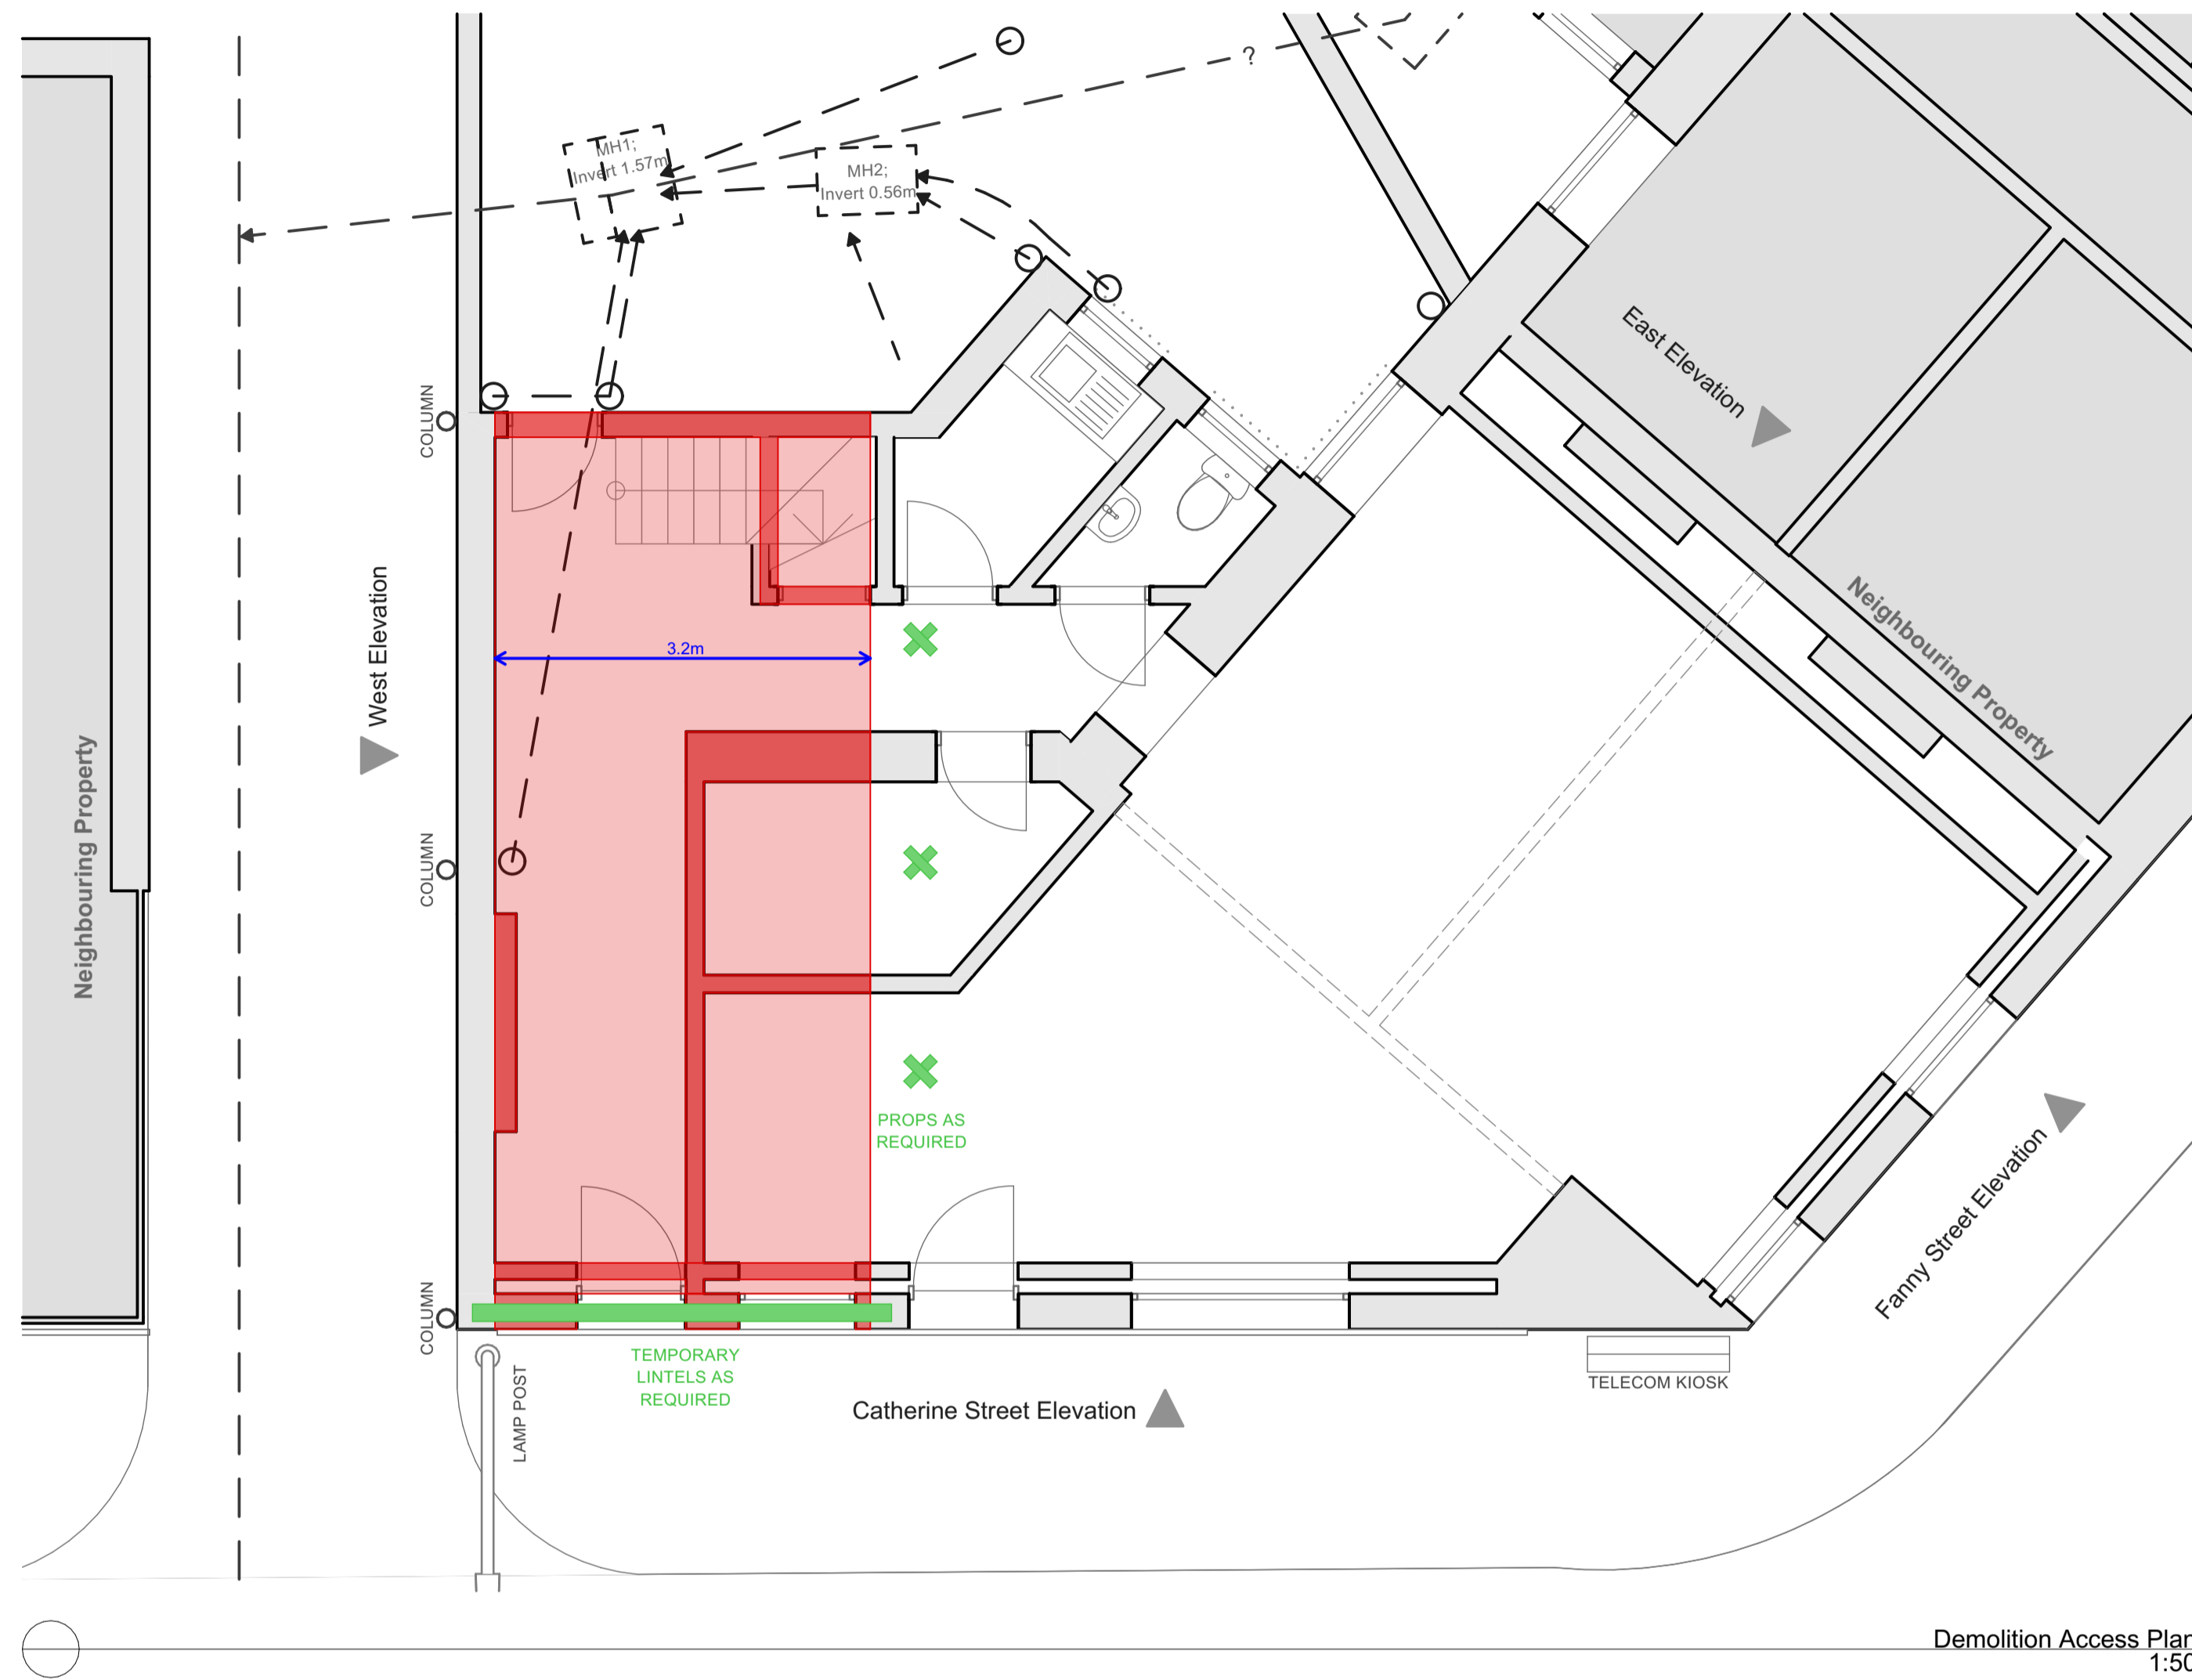 ?
MH1;
Invert 1.57m
MH2;
Invert 0.56m
COLUMN
East Elevation
West Elevation
Neighbouring Property
3.2m
Neighbouring Property
COLUMN
PROPS AS
REQUIRED
Fanny Street Elevation
COLUMN
TEMPORARY
LINTELS AS
REQUIRED
LAMP POST
TELECOM KIOSK
Catherine Street Elevation
Demolition Access Plan
1:50